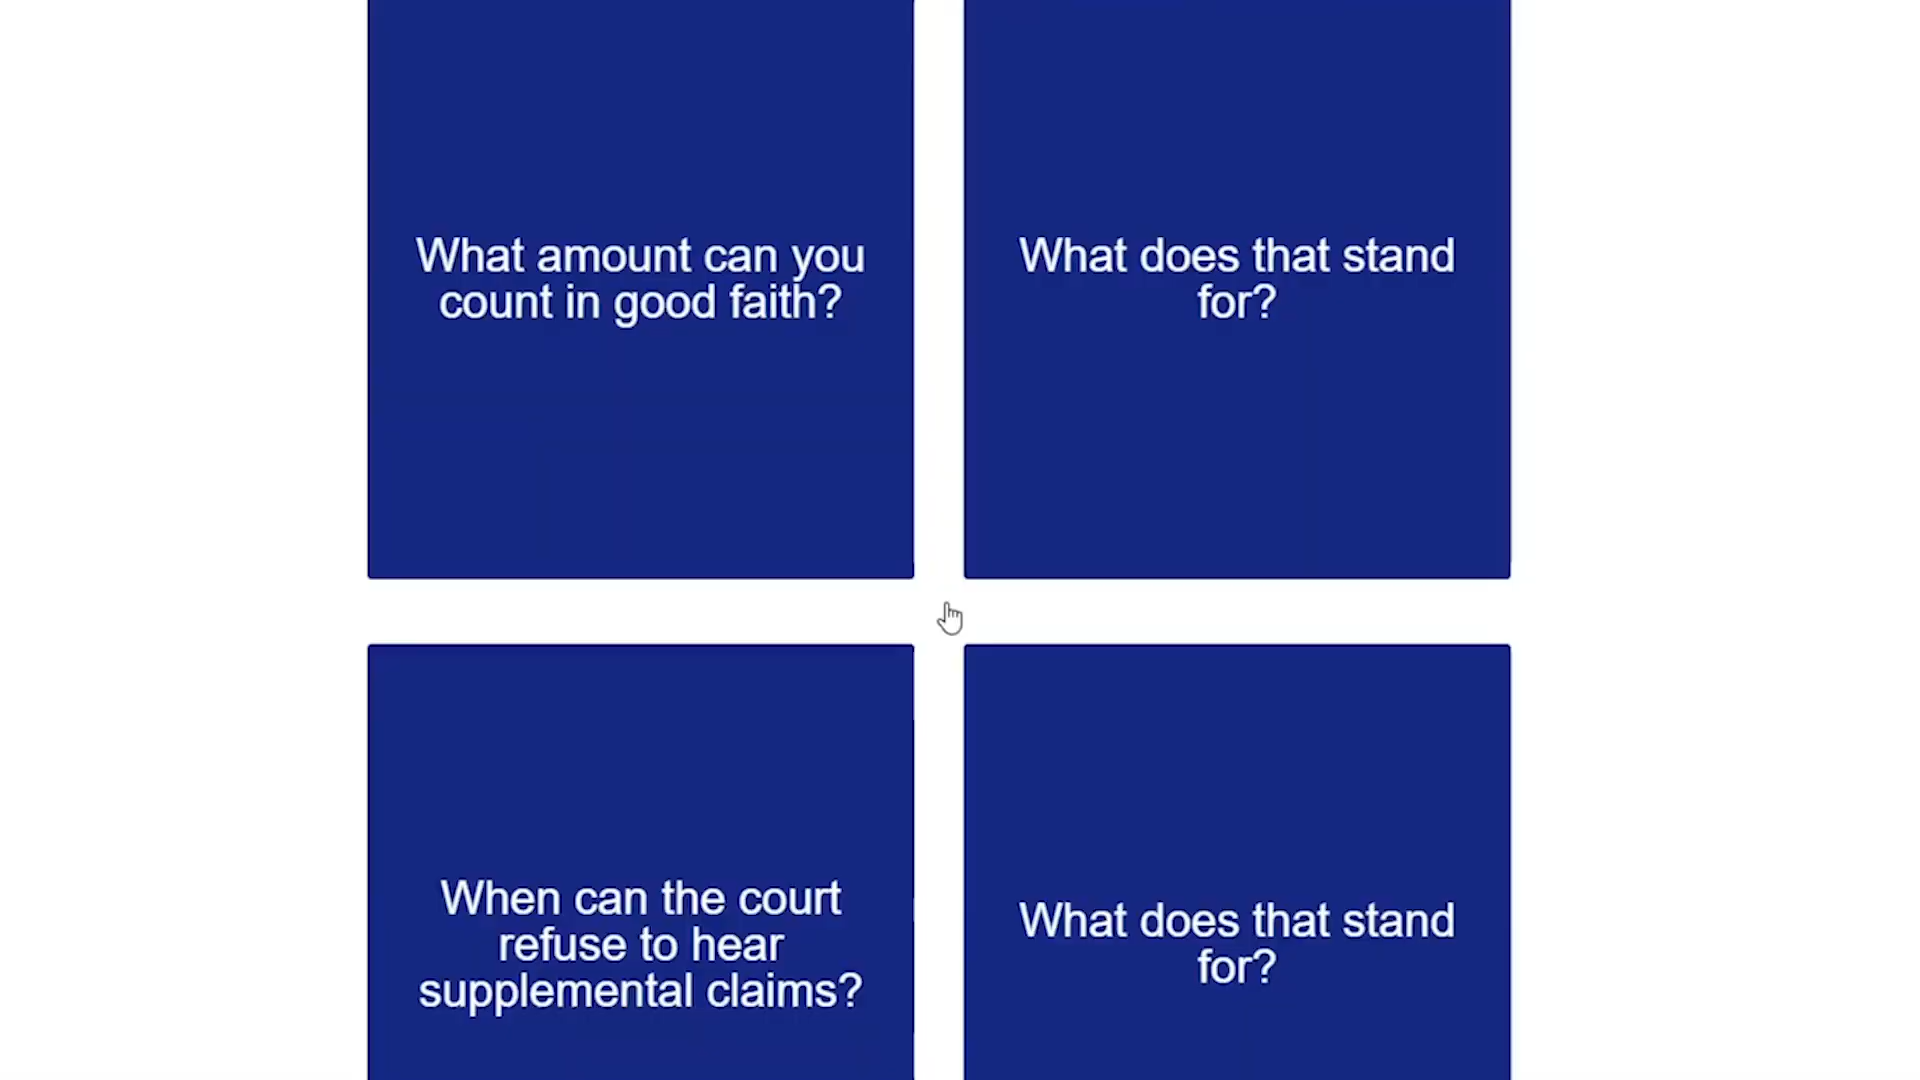 What amount can you
count in good faith?
What does that stand
for?
When can the court
refuse to hear
supplemental claims?
What does that stand
for?